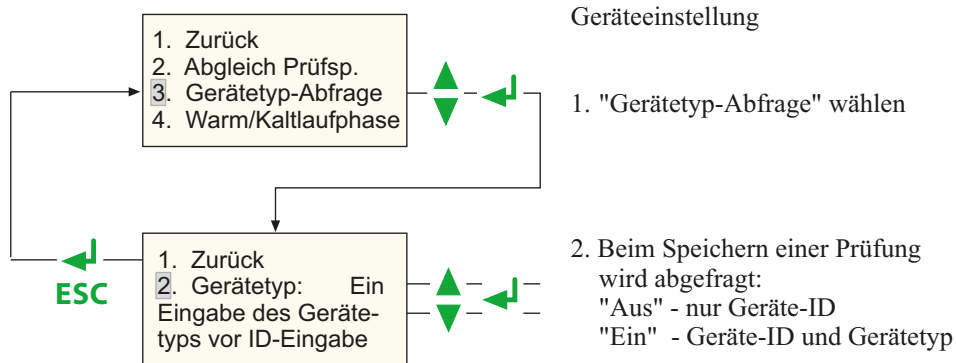 Geräteeinstellung
1. Zurück
2. Abgleich Prüfsp.
3. Gerätetyp-Abfrage
4. Warm/Kaltlaufphase
1. "Gerätetyp-Abfrage" wählen
ESC
1. Zurück
2. Gerätetyp: Ein
Eingabe des Geräte-
typs vor ID-Eingabe
2. Beim Speichern einer Prüfung
wird abgefragt:
"Aus" - nur Geräte-ID
"Ein" - Geräte-ID und Gerätetyp